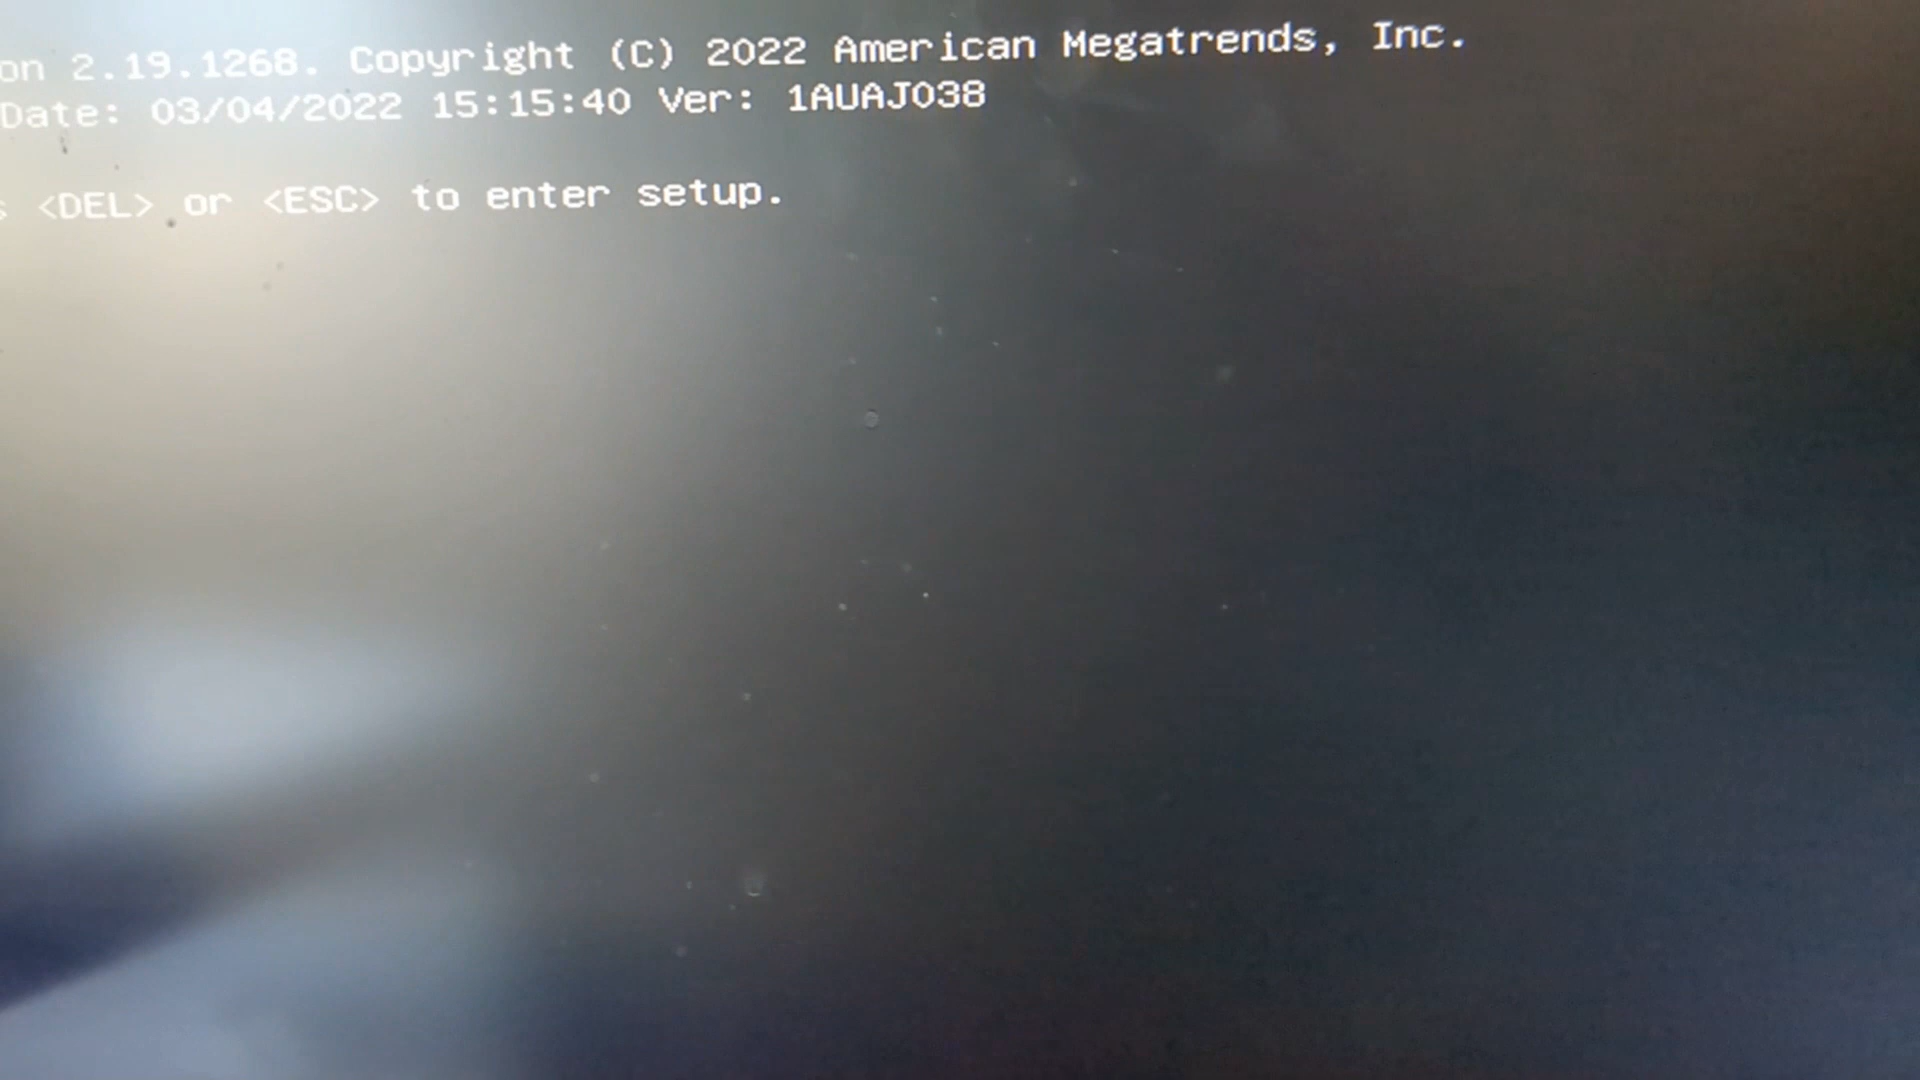 on 2.19.1268. Copyright (C) 2022 American Megatrends, Inc.
Date: 03/04/2022 15:15:40 Ver: 1AUAJ038
<DEL> or <ESC> to enter setup.